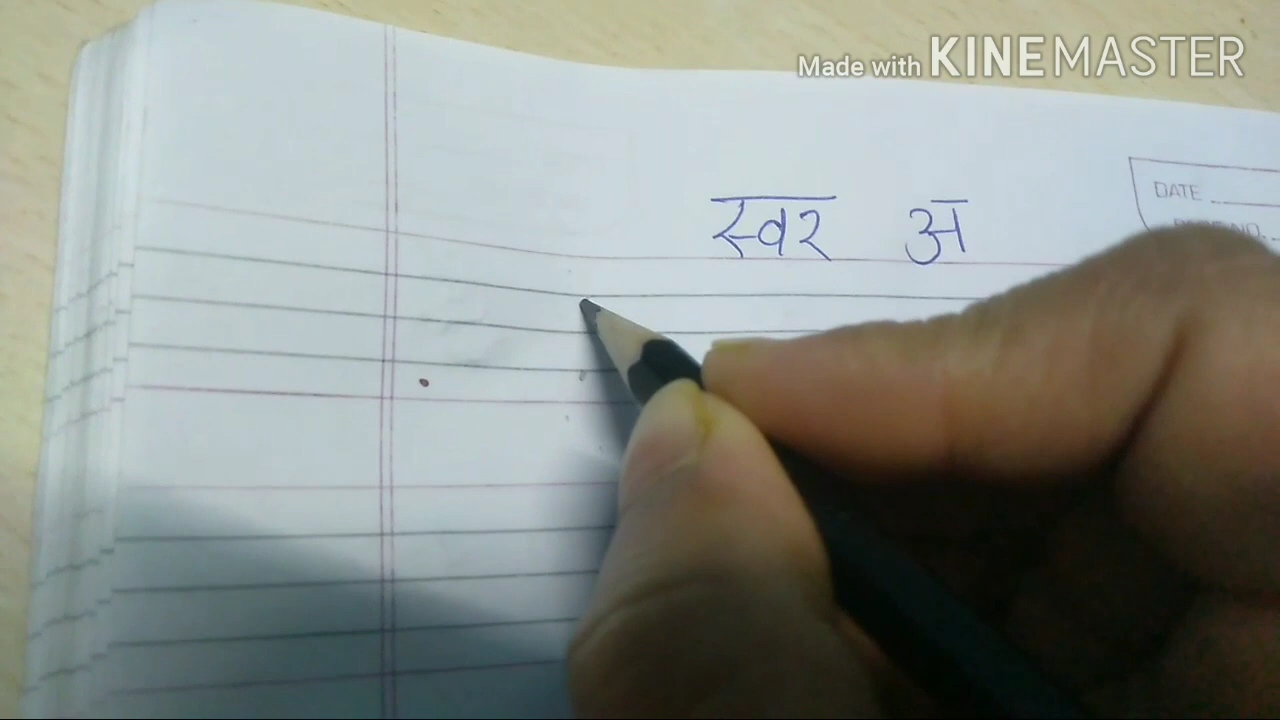 Made with KINEMASTER
स्वर अ
DATE